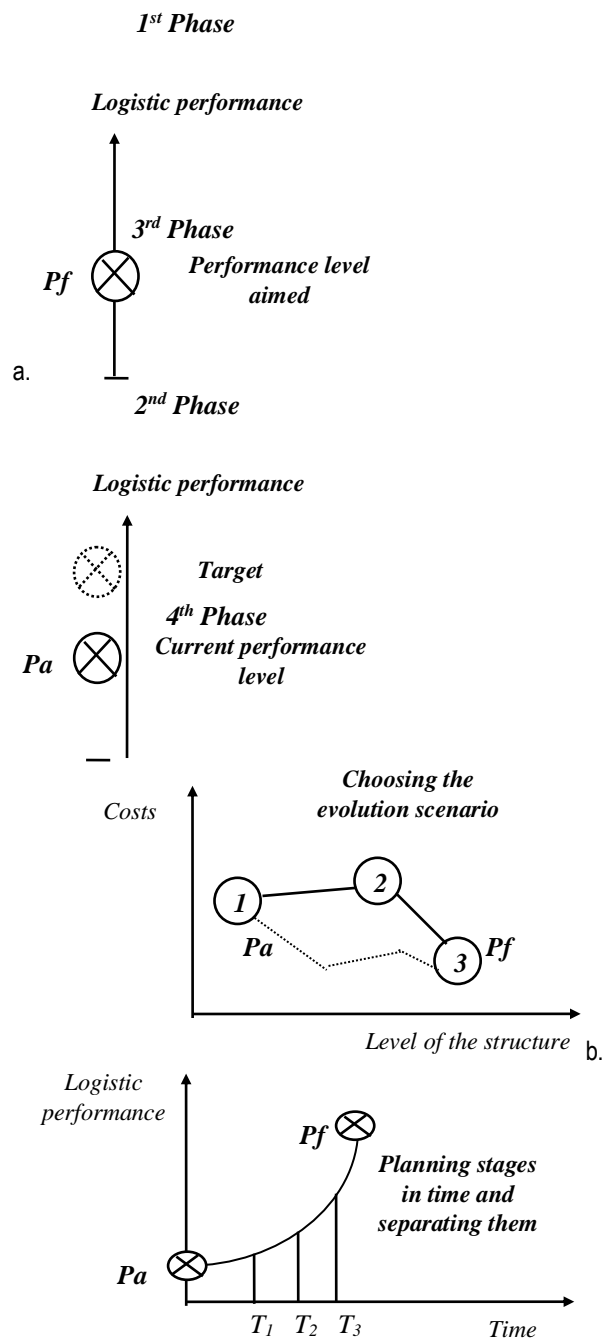 1st Phase
Logistic performance
3rd Phase
Pf
Performance level
aimed
a.
2nd Phase
Logistic performance
Target
4th Phase
Pa
Current performance
level
Choosing the
evolution scenario
Costs
1
2
3
Pa
Pf
Level of the structure
b.
Logistic
performance
Pf
Planning stages
in time and
separating them
Pa
T1 T2 T3
Time